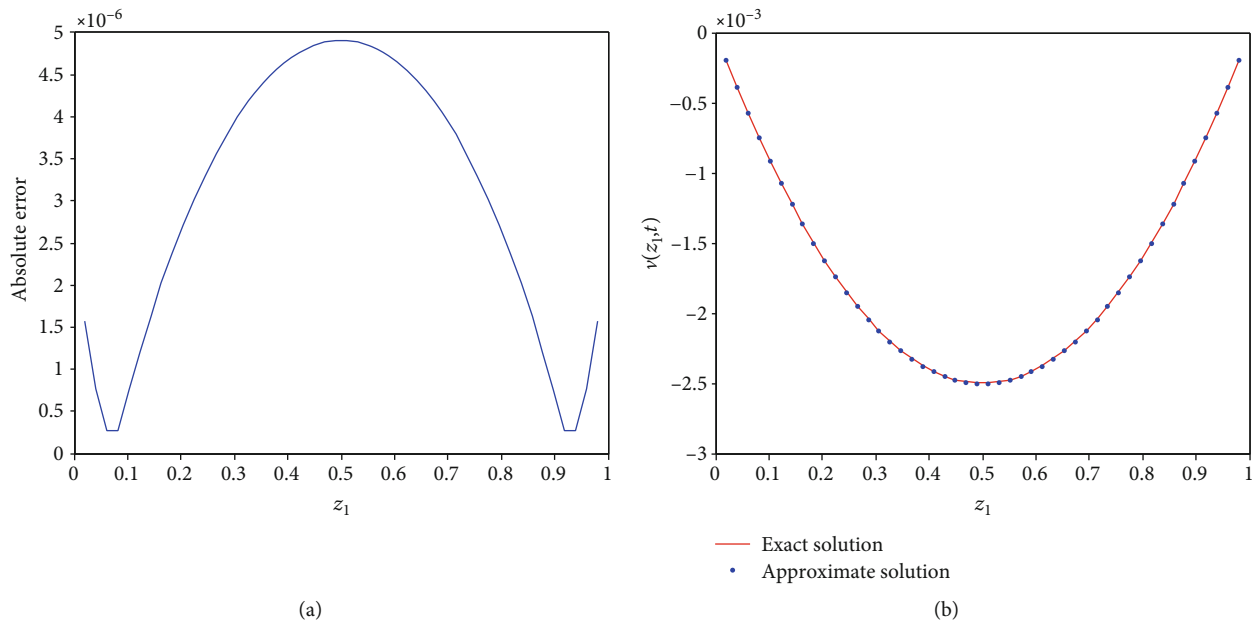 ×10−6
5
4.5
4
3.5
3
2.5
2
1.5
1
0.5
0
Absolute error
0 0.1 0.2 0.3 0.4 0.5 0.6 0.7 0.8 0.9 1
z1
(a)
×10−3
0
−0.5
−1
−1.5
−2
−2.5
−3
v(z1,t)
0 0.1 0.2 0.3 0.4 0.5 0.6 0.7 0.8 0.9 1
z1
Exact solution
Approximate solution
(b)